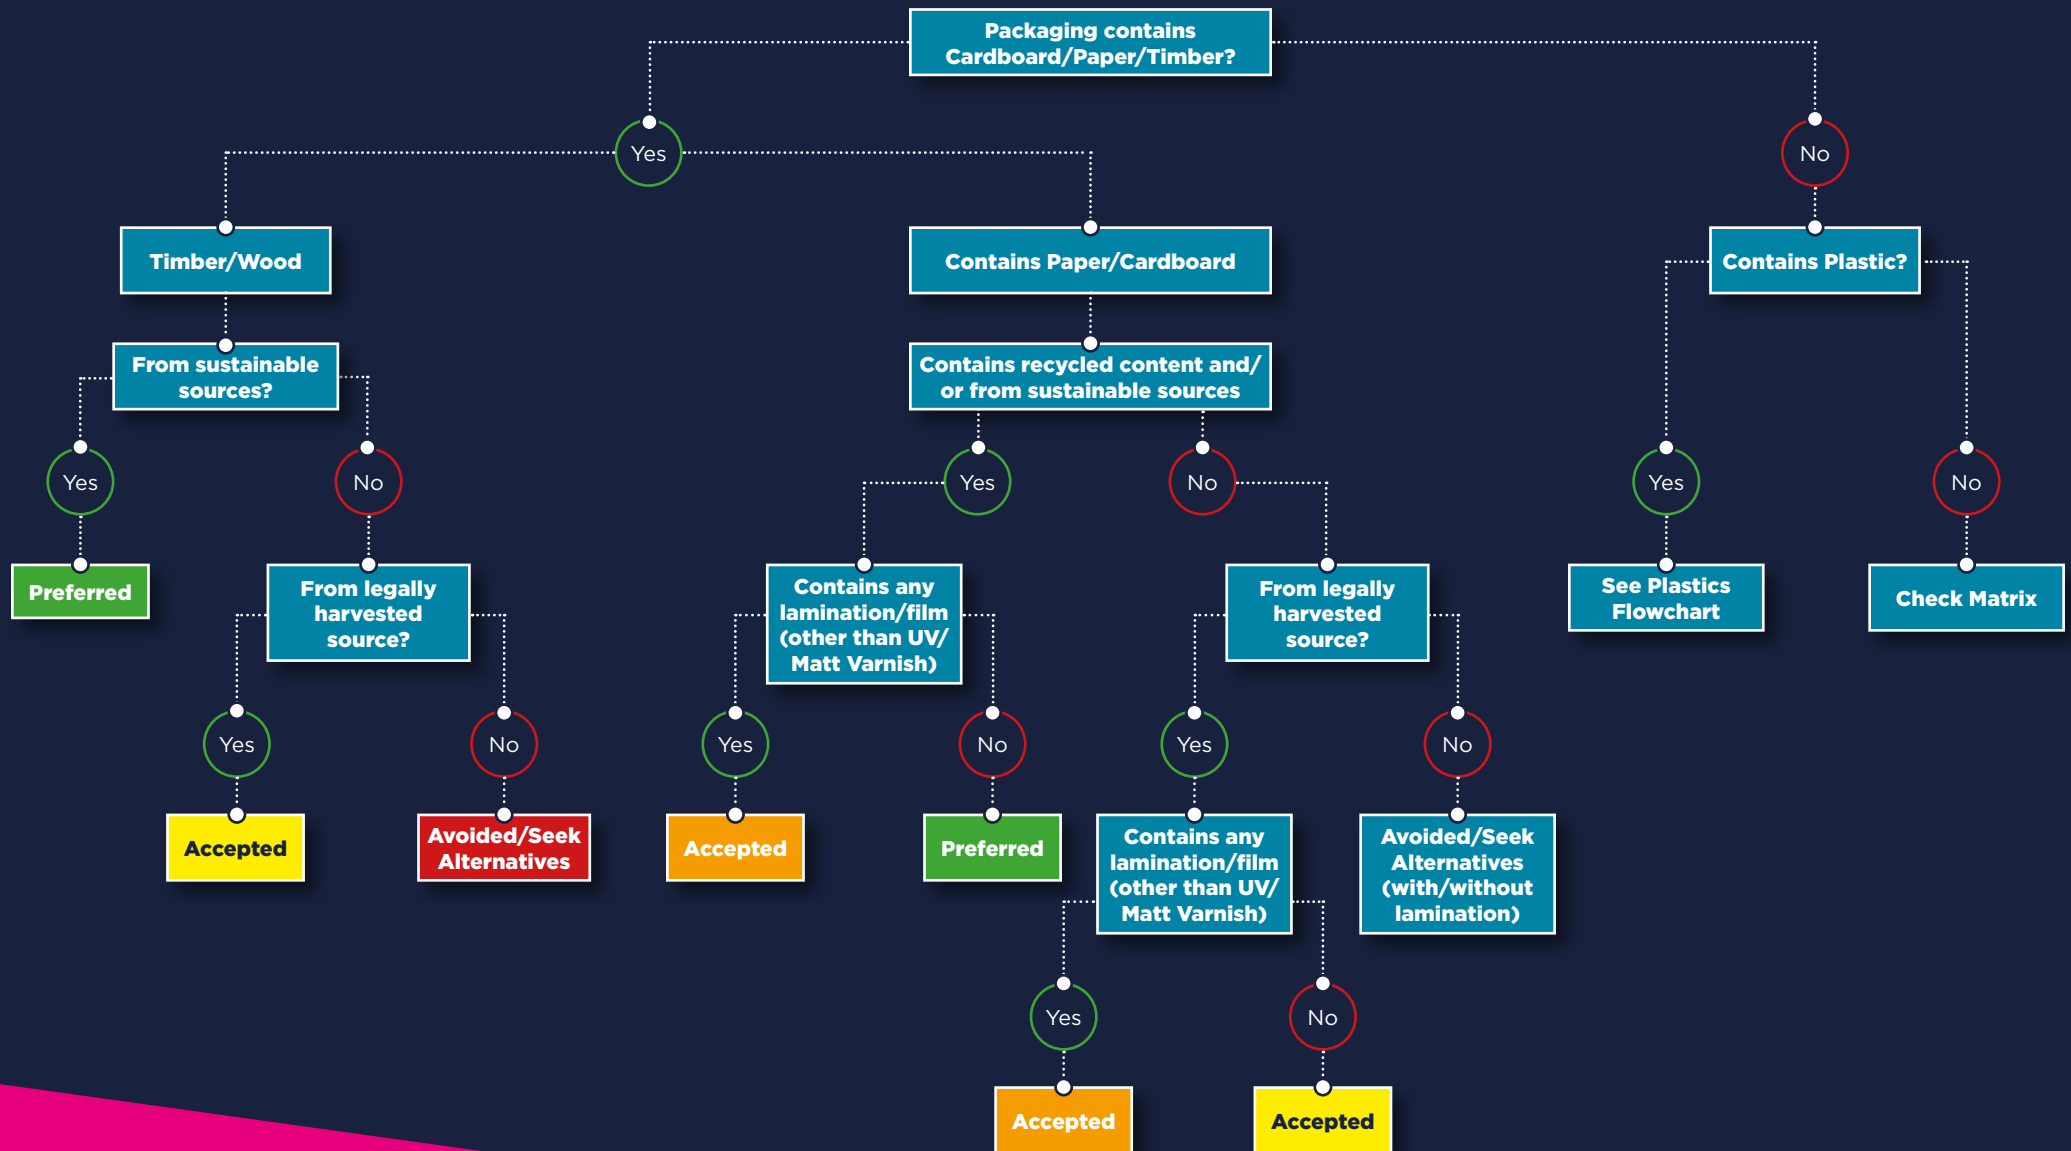 Packaging contains
Cardboard/Paper/Timber?
Yes
No
Timber/Wood
Contains Paper/Cardboard
Contains Plastic?
From sustainable
sources?
Contains recycled content and/
or from sustainable sources
Yes
No
Yes
No
Yes
No
Preferred
From legally
harvested
source?
Contains any
lamination/film
(other than UV/
Matt Varnish)
From legally
harvested
source?
See Plastics
Flowchart
Check Matrix
Yes
No
Yes
No
Yes
No
Accepted
Avoided/Seek
Alternatives
Accepted
Preferred
Contains any
lamination/film
(other than UV/
Matt Varnish)
Avoided/Seek
Alternatives
(with/without
lamination)
Yes
No
Accepted
Accepted